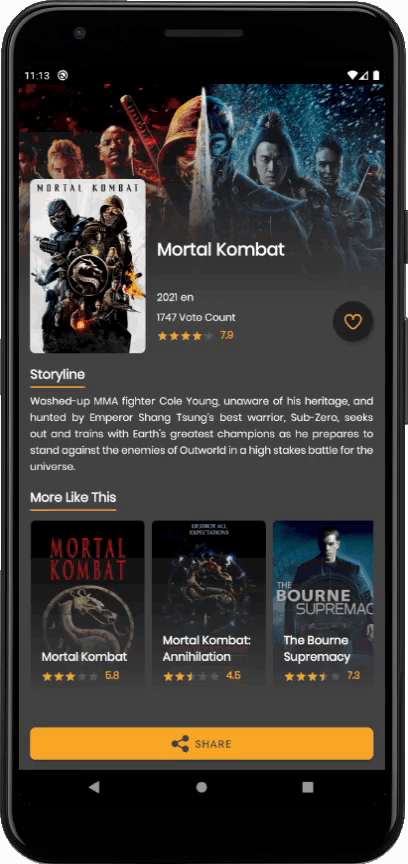 11:13
MORTAL KOMBAT
Mortal Kombat
2021 en
1747 Vote Count
7.9
Storyline
Washed-up MMA fighter Cole Young, unaware of his heritage, and
hunted by Emperor Shang Tsung's best warrior, Sub-Zero, seeks
out and trains with Earth's greatest champions as he prepares to
stand against the enemies of Outworld in a high stakes battle for the
universe.
More Like This
MORTAL
KOMBAT
Mortal Kombat
5.8
DESTROY ALL
EXPECTATIONS
Mortal Kombat:
Annihilation
4.5
THE
BOURNE
SUPREMAC
The Bourne
Supremacy
7.3
SHARE